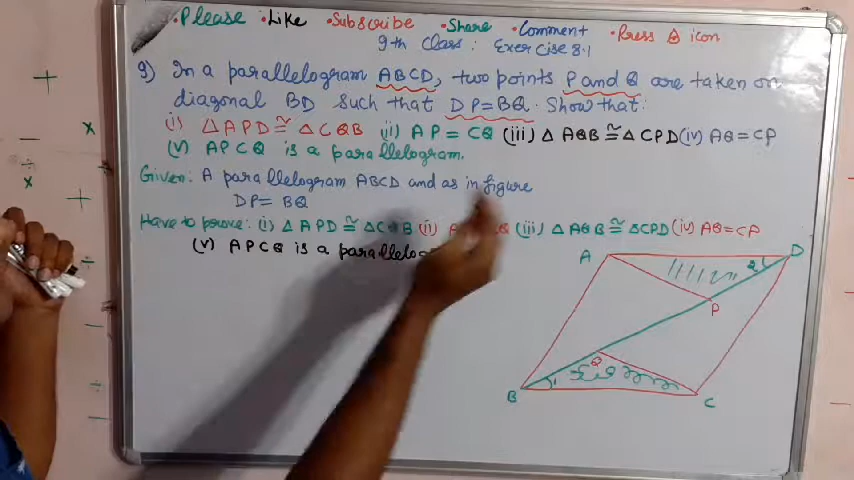 • Please • Like • Subscribe • Share • Comment • Press icon
9th Class : Exercise 8.1
9) In a parallelogram ABCD, two points P and Q are taken on
diagonal BD such that DP = BQ. Show that:
(i) △APD ≅ △CQB (ii) AP = CQ (iii) △AQB ≅ △CPD (iv) AQ = CP
(v) APCQ is a parallelogram.
Given: A parallelogram ABCD and as in figure
DP = BQ
Have to prove: (i) △APD ≅ △CQB (ii) A Q (iii) △AQB ≅ △CPD (iv) AQ = CP
(v) APCQ is a parallelo
A D
2
P
Q
1
B C